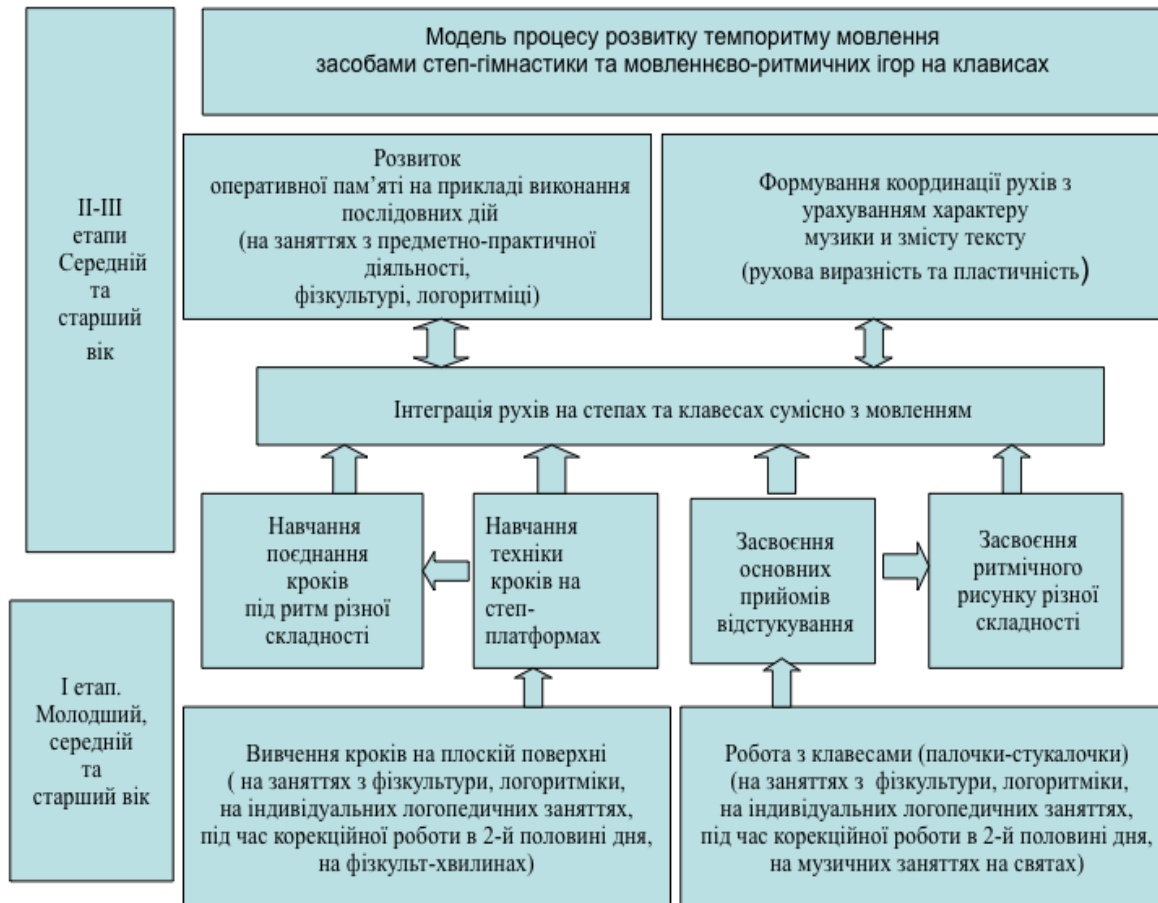 Модель процесу розвитку темпоритму мовлення
засобами степ-гімнастики та мовленнєво-ритмичних ігор на клависах
II-III
етапи
Середній
та
старший
вік
Розвиток
оперативної пам’яті на прикладі виконання
послідовних дій
(на заняттях з предметно-практичної
діяльності,
фізкультурі, логоритміці)
Формування координації рухів з
урахуванням характеру
музики и змісту тексту
(рухова виразність та пластичність)
Інтеграція рухів на степах та клавесах сумісно з мовленням
Навчання
поєднання
кроків
під ритм різної
складності
Навчання
техніки
кроків на
степ-
платформах
Засвоєння
основних
прийомів
відстукування
Засвоєння
ритмічного
рисунку різної
складності
I етап.
Молодший,
середній
та
старший вік
Вивчення кроків на плоскій поверхні
( на заняттях з фізкультури, логоритміки,
на індивідуальних логопедичних заняттях,
під час корекційної роботи в 2-й половині дня,
на фізкульт-хвилинах)
Робота з клавесами (палочки-стукалочки)
(на заняттях з фізкультури, логоритміки,
на індивідуальних логопедичних заняттях,
під час корекційної роботи в 2-й половині дня,
на музичних заняттях на святах)